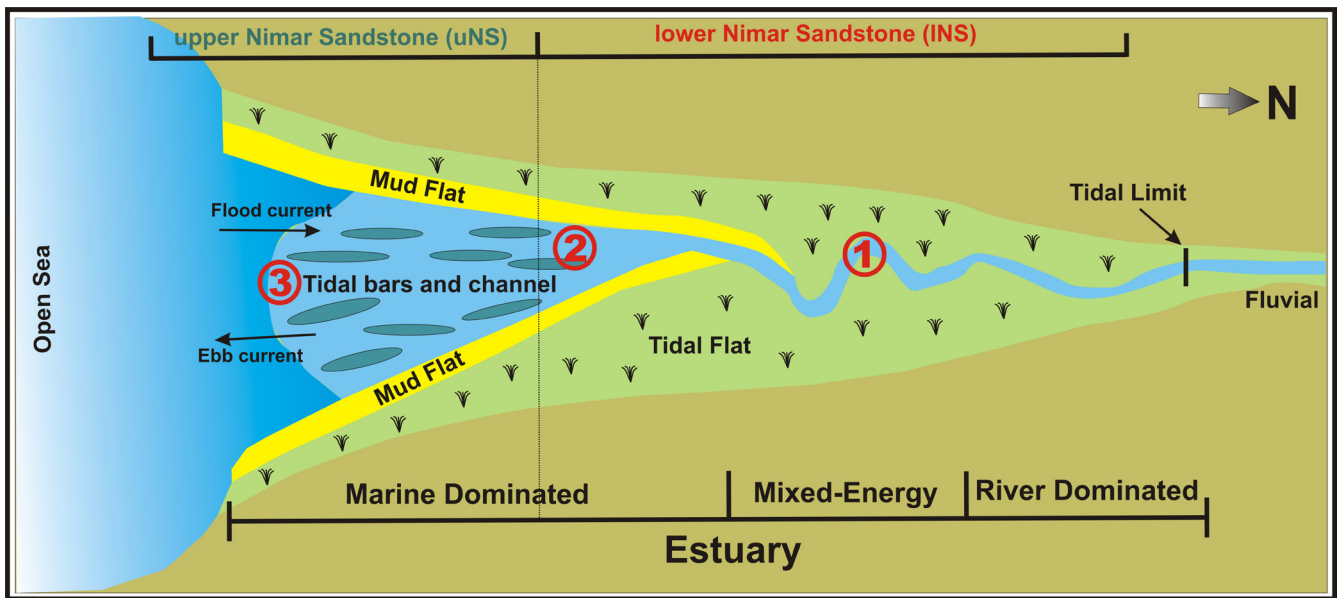 upper Nimar Sandstone (uNS)
lower Nimar Sandstone (lNS)
N
Mud Flat
Tidal Limit
Flood current
2
1
3
Tidal bars and channel
Open Sea
Fluvial
Ebb current
Tidal Flat
Mud Flat
Marine Dominated
Mixed-Energy
River Dominated
Estuary